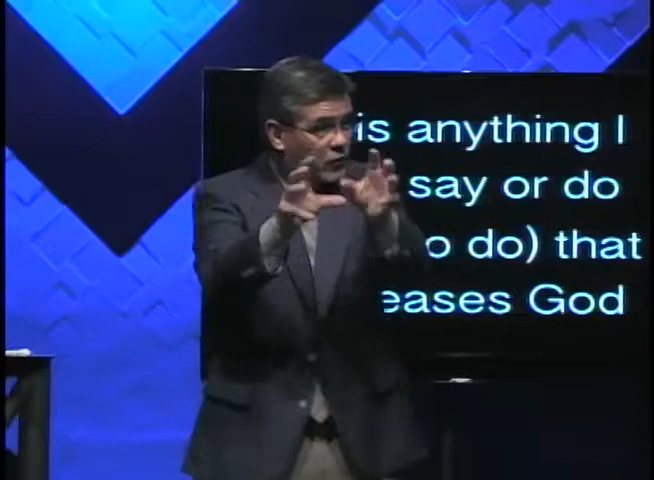 is anything I
say or do
o do) that
eases God